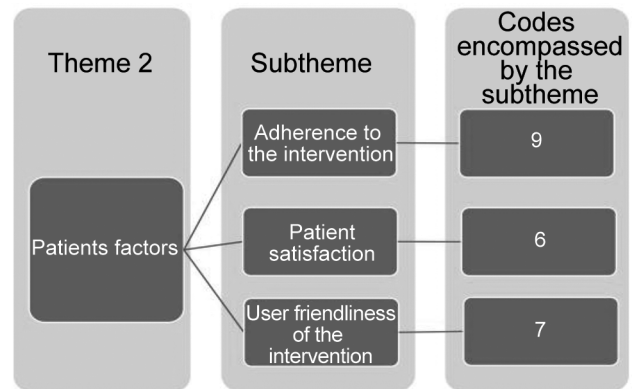 Theme 2
Subtheme
Codes
encompassed
by the
subtheme
Patients factors
Adherence to
the intervention
9
Patient
satisfaction
6
User friendliness
of the
intervention
7